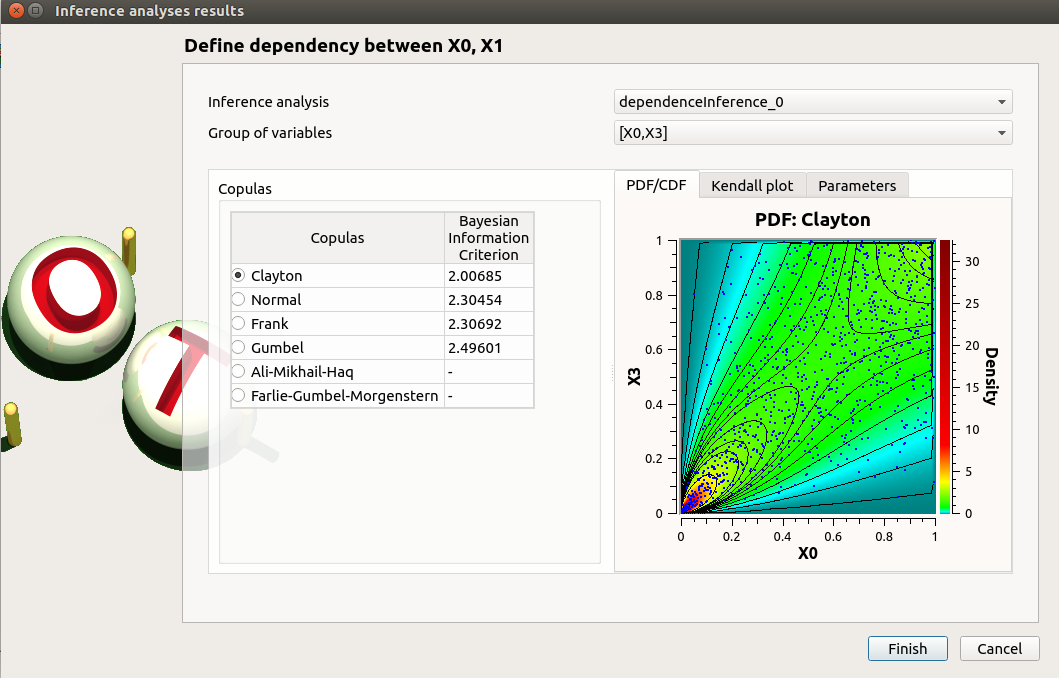 Inference analyses results
Define dependency between X0, X1
Inference analysis
dependenceInference_0
Group of variables
[X0,X3]
Copulas
Copulas
Bayesian
Information
Criterion
Clayton 2.00685
Normal 2.30454
Frank 2.30692
Gumbel 2.49601
Ali-Mikhail-Haq -
Farlie-Gumbel-Morgenstern -
PDF/CDF Kendall plot Parameters
PDF: Clayton
1
0.8
0.6
0.4
0.2
0
X3
0 0.2 0.4 0.6 0.8 1
X0
30
25
20
15
10
5
0
Density
Finish Cancel